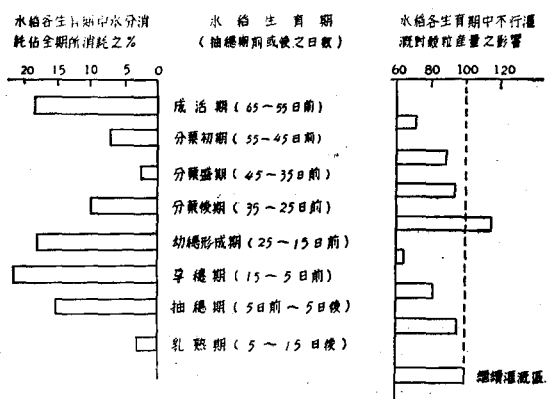 水稻各生育期中水分消
耗佔全期所消耗之%
水稻生育期
(抽穗期前或後之日數)
水稻各生育期中不行灌
溉對穀粒產量之影響
20 15 10 5 0
60 80 100 120
成活期(65~55日前)
分蘖初期(55~45日前)
分蘖盛期(45~35日前)
分蘖後期(35~25日前)
幼穗形成期(25~15日前)
孕穗期(15~5日前)
抽穗期(5日前~5日後)
乳熟期(5~15日後)
繼續灌溉區